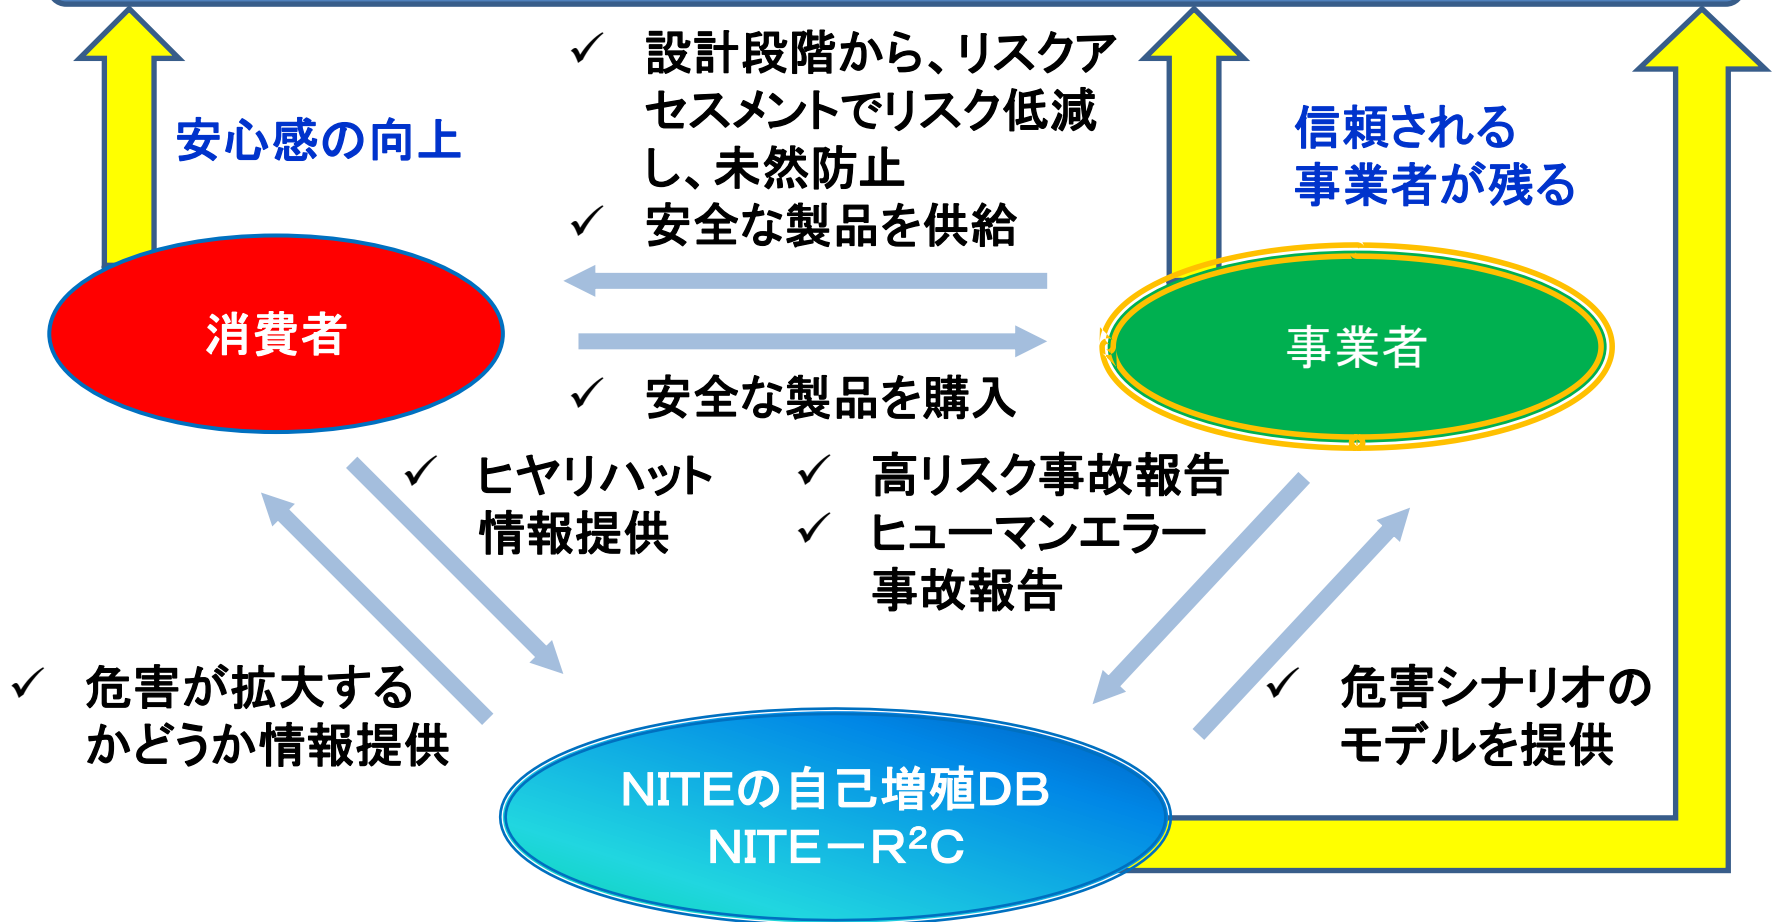 ✓ 設計段階から、リスクア
セスメントでリスク低減
し、未然防止
✓ 安全な製品を供給
安心感の向上
信頼される
事業者が残る
消費者
事業者
✓ 安全な製品を購入
✓ ヒヤリハット
情報提供
✓ 高リスク事故報告
✓ ヒューマンエラー
事故報告
✓ 危害が拡大する
かどうか情報提供
✓ 危害シナリオの
モデルを提供
NITEの自己増殖DB
NITE－R²C